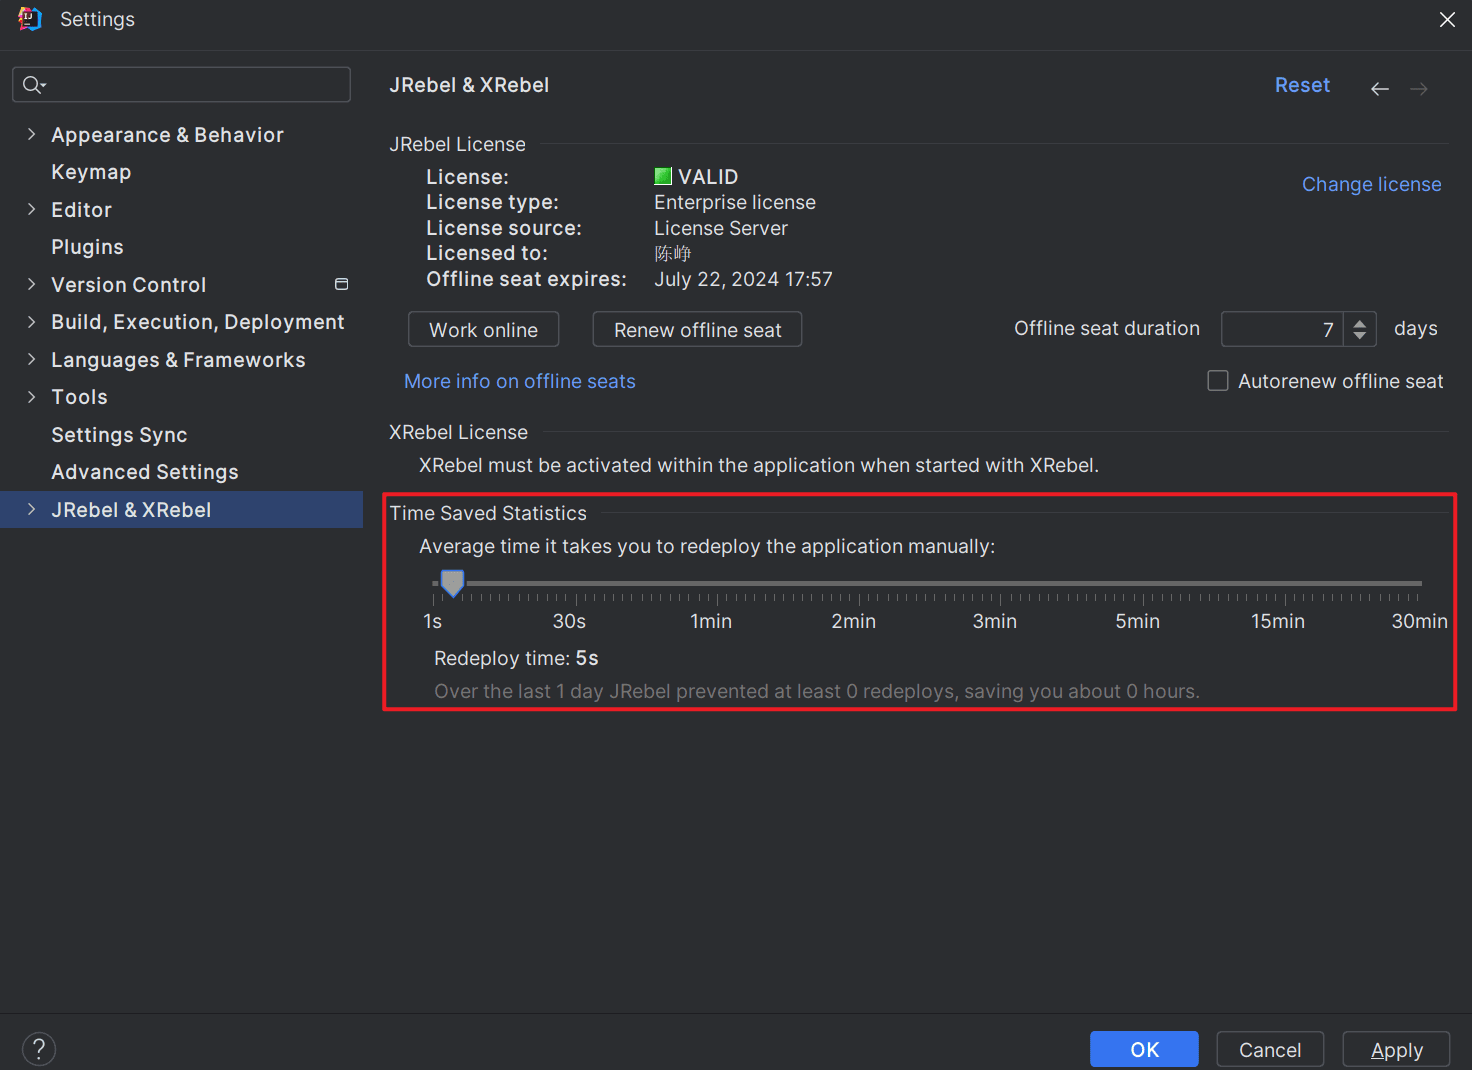 Settings
Appearance & Behavior
Keymap
Editor
Plugins
Version Control
Build, Execution, Deployment
Languages & Frameworks
Tools
Settings Sync
Advanced Settings
JRebel & XRebel
JRebel & XRebel
Reset
JRebel License
License: VALID
Change license
License type: Enterprise license
License source: License Server
Licensed to: 陈峥
Offline seat expires: July 22, 2024 17:57
Work online Renew offline seat Offline seat duration 7 days
More info on offline seats Autorenew offline seat
XRebel License
XRebel must be activated within the application when started with XRebel.
Time Saved Statistics
Average time it takes you to redeploy the application manually:
1s 30s 1min 2min 3min 5min 15min 30min
Redeploy time: 5s
Over the last 1 day JRebel prevented at least 0 redeploys, saving you about 0 hours.
? OK Cancel Apply